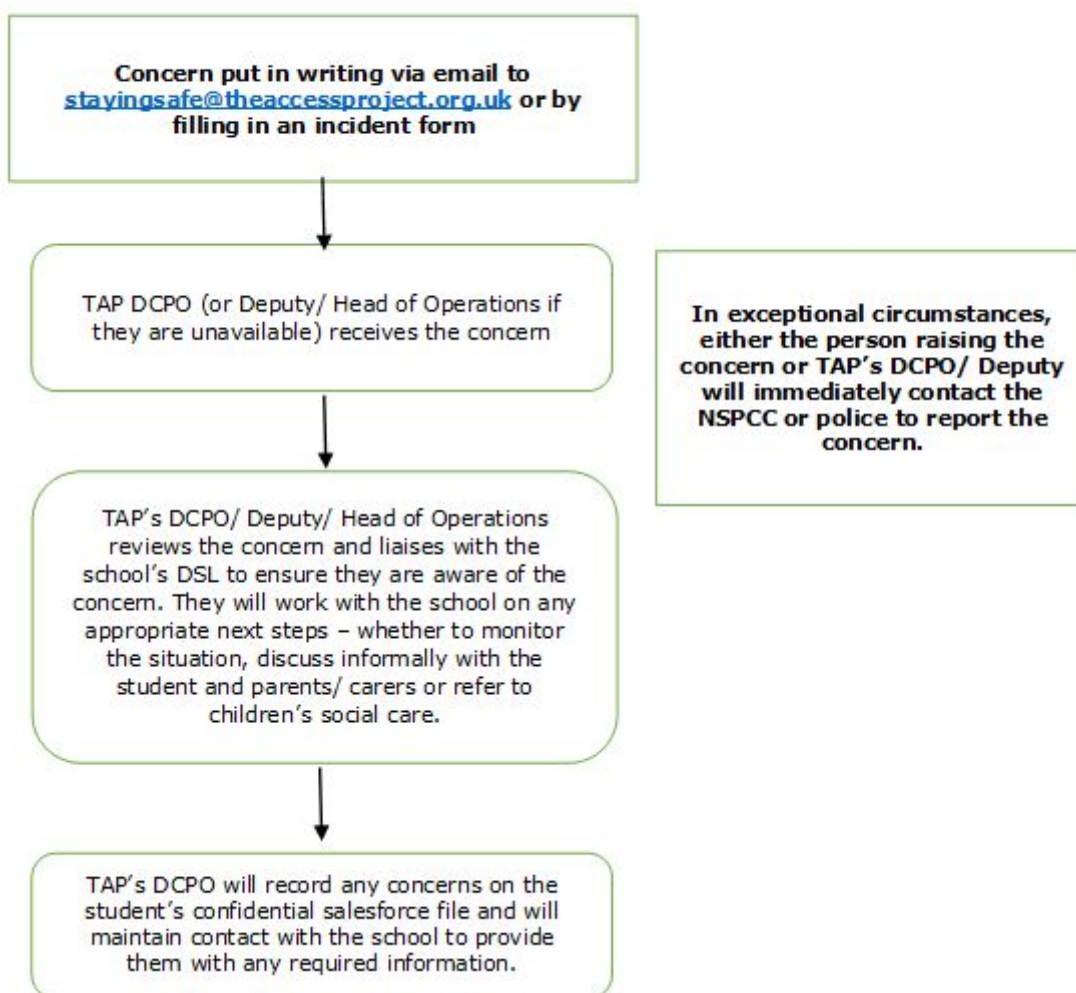 Concern put in writing via email to
stayingsafe@theaccessproject.org.uk or by
filling in an incident form
TAP DCPO (or Deputy/ Head of Operations if
they are unavailable) receives the concern
In exceptional circumstances,
either the person raising the
concern or TAP's DCPO/ Deputy
will immediately contact the
NSPCC or police to report the
concern.
TAP's DCPO/ Deputy/ Head of Operations
reviews the concern and liaises with the
school's DSL to ensure they are aware of the
concern. They will work with the school on any
appropriate next steps – whether to monitor
the situation, discuss informally with the
student and parents/ carers or refer to
children's social care.
TAP's DCPO will record any concerns on the
student's confidential salesforce file and will
maintain contact with the school to provide
them with any required information.